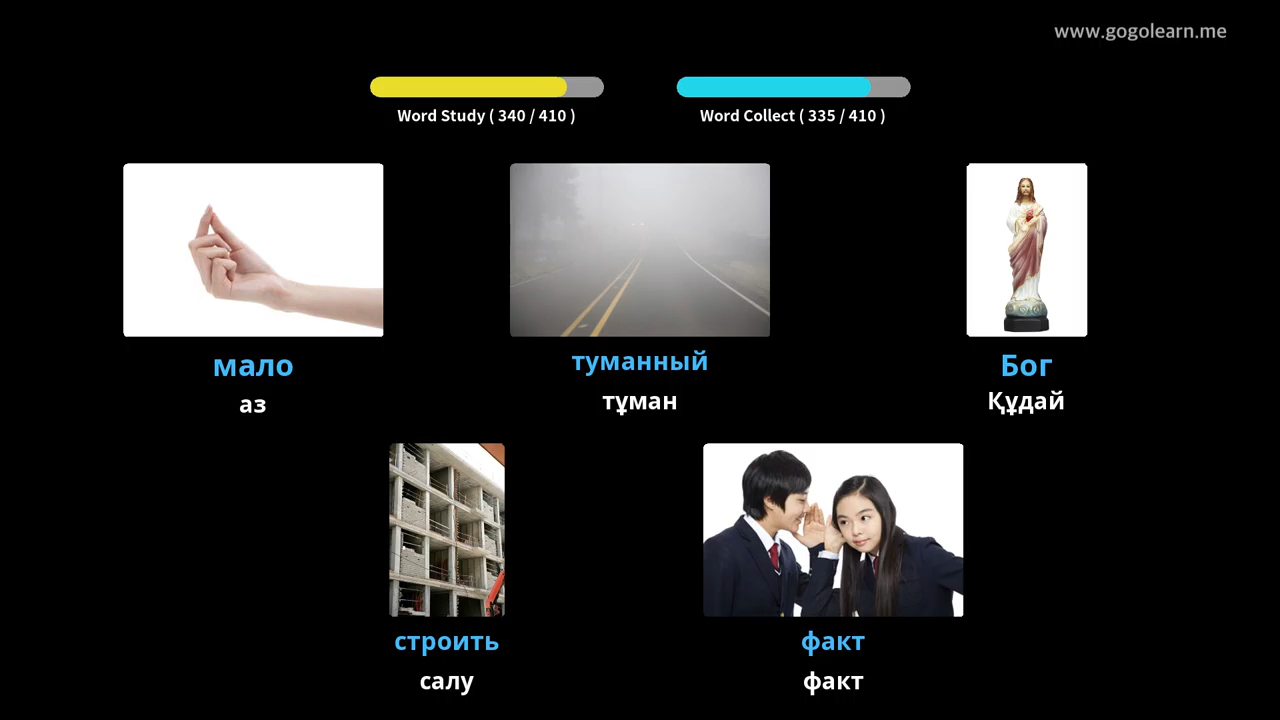 www.gogolearn.me
Word Study ( 340 / 410 )
Word Collect ( 335 / 410 )
мало
аз
туманный
тұман
Бог
Құдай
строить
салу
факт
факт